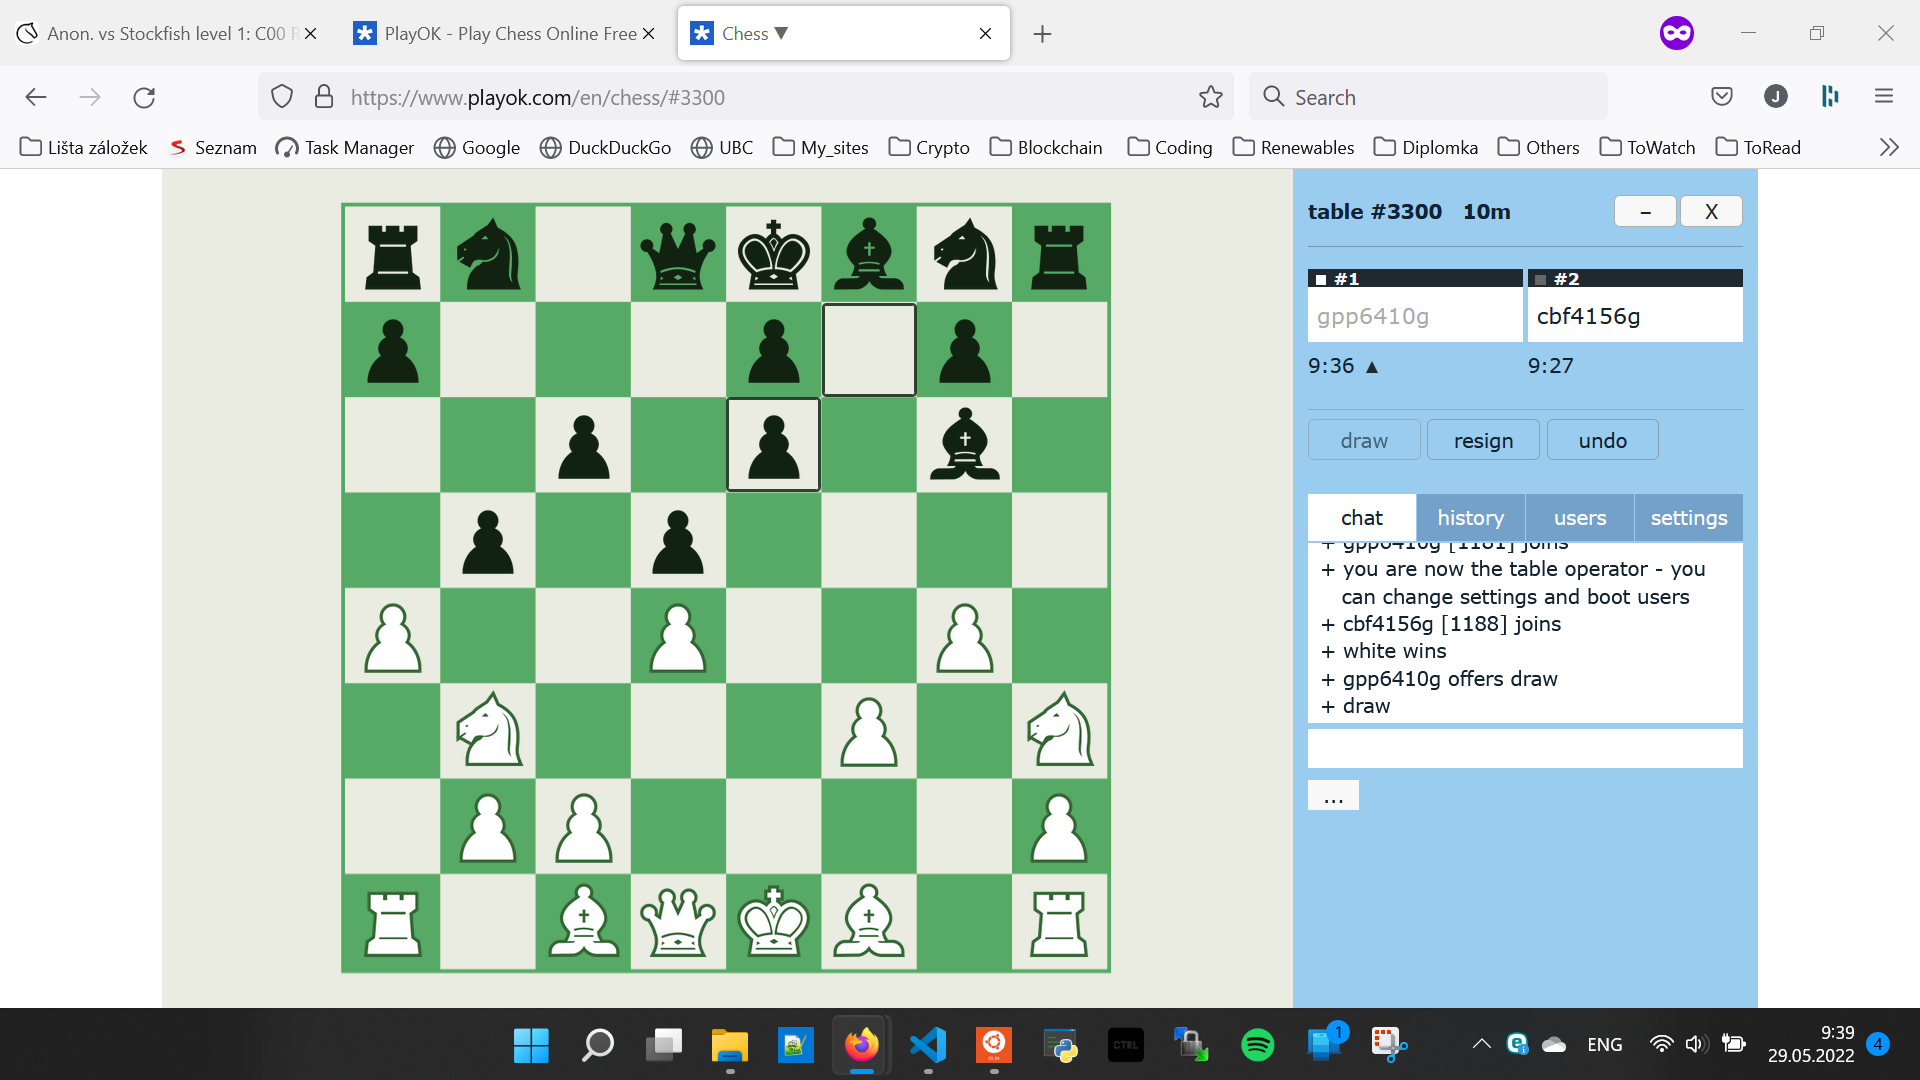 Anon. vs Stockfish level 1: C00
PlayOK - Play Chess Online Free
Chess ▼
https://www.playok.com/en/chess/#3300
Search
J
Lišta záložek
Seznam
Task Manager
Google
DuckDuckGo
UBC
My_sites
Crypto
Blockchain
Coding
Renewables
Diplomka
Others
ToWatch
ToRead
table #3300 10m
–
X
#1
#2
gpp6410g
cbf4156g
9:36 ▲
9:27
draw
resign
undo
chat
history
users
settings
+ gpp6410g [1181] joins
+ you are now the table operator - you
can change settings and boot users
+ cbf4156g [1188] joins
+ white wins
+ gpp6410g offers draw
+ draw
...
CTRL
1
ENG
9:39
29.05.2022
4